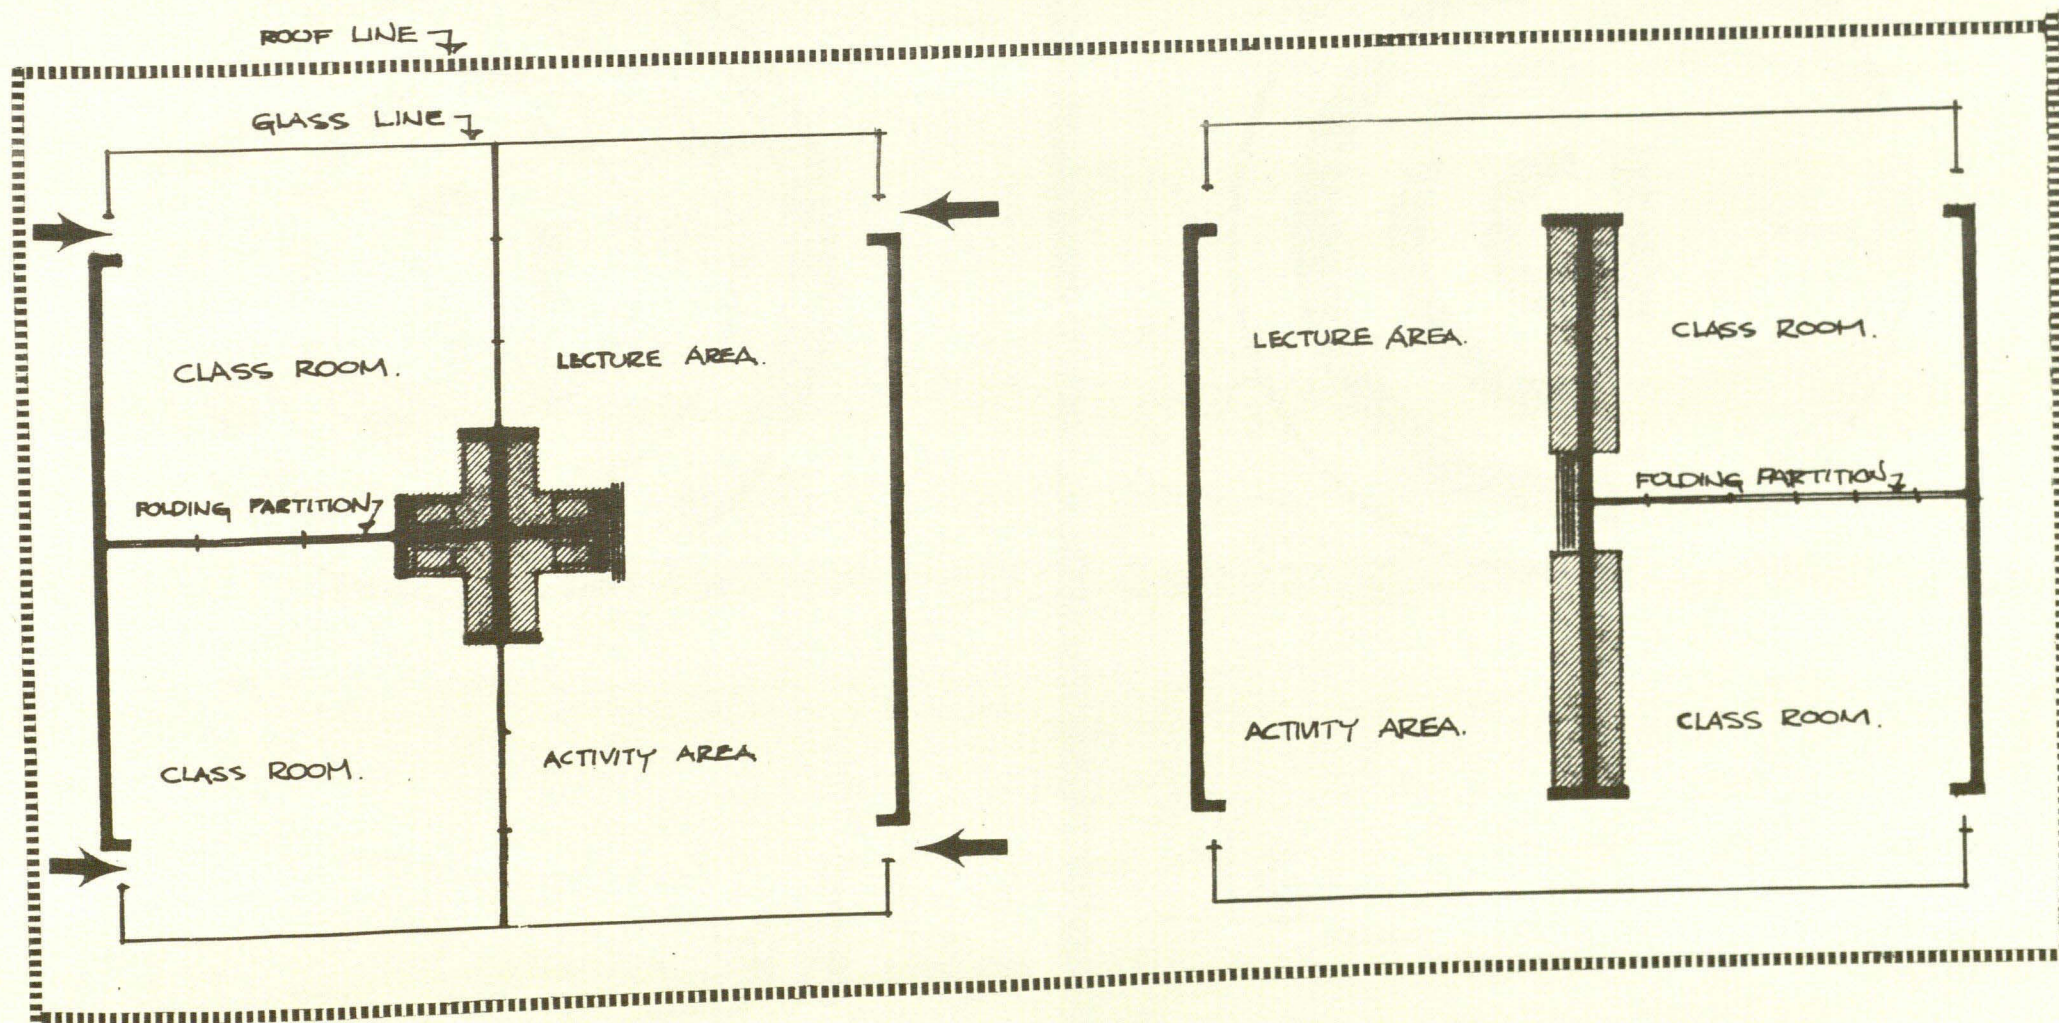 ROOF LINE
GLASS LINE
CLASS ROOM.
LECTURE AREA.
FOLDING PARTITION
CLASS ROOM.
ACTIVITY AREA
LECTURE AREA.
CLASS ROOM.
FOLDING PARTITION
ACTIVITY AREA.
CLASS ROOM.